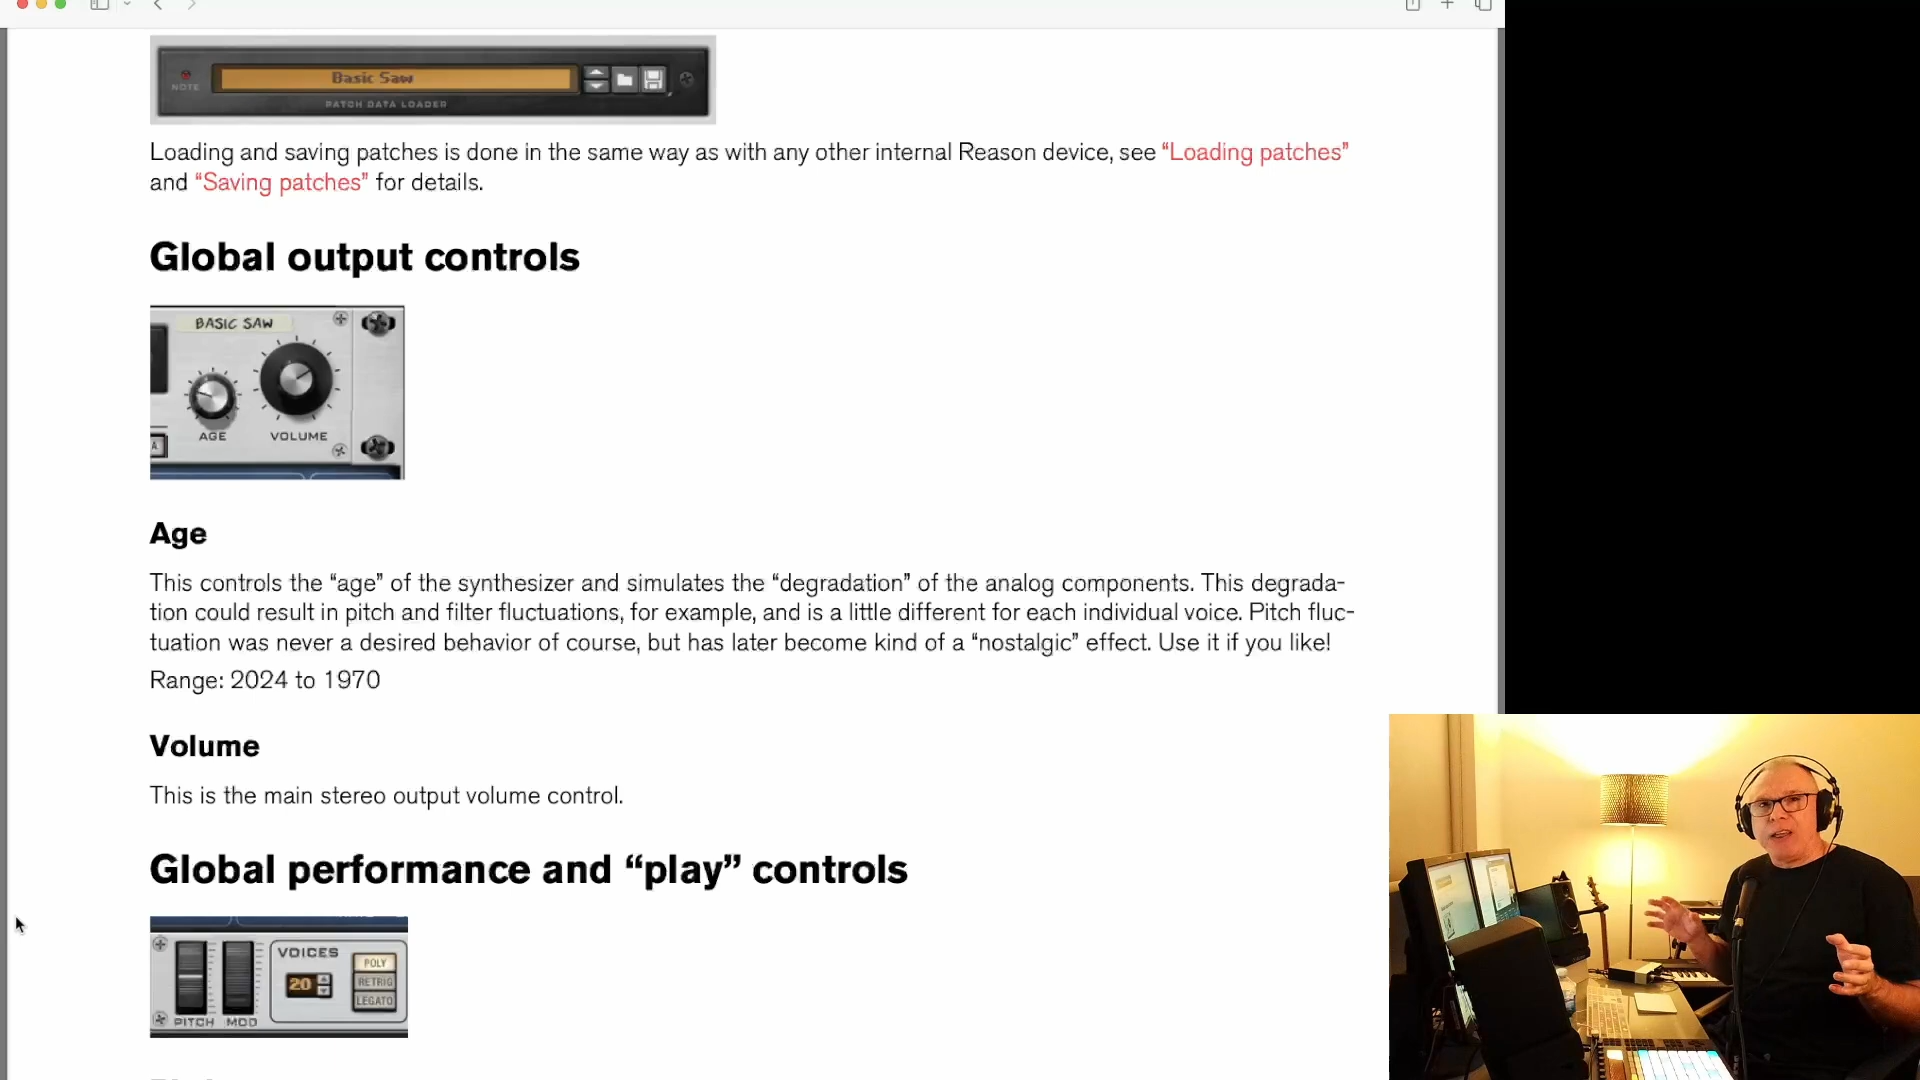 Basic Saw
NOTE
PATCH DATA LOADER
Loading and saving patches is done in the same way as with any other internal Reason device, see “Loading patches”
and “Saving patches” for details.
Global output controls
BASIC SAW
AGE
VOLUME
A
Age
This controls the “age” of the synthesizer and simulates the “degradation” of the analog components. This degrada-
tion could result in pitch and filter fluctuations, for example, and is a little different for each individual voice. Pitch fluc-
tuation was never a desired behavior of course, but has later become kind of a “nostalgic” effect. Use it if you like!
Range: 2024 to 1970
Volume
This is the main stereo output volume control.
Global performance and “play” controls
VOICES
POLY
20
RETRIG
LEGATO
PITCH MOD